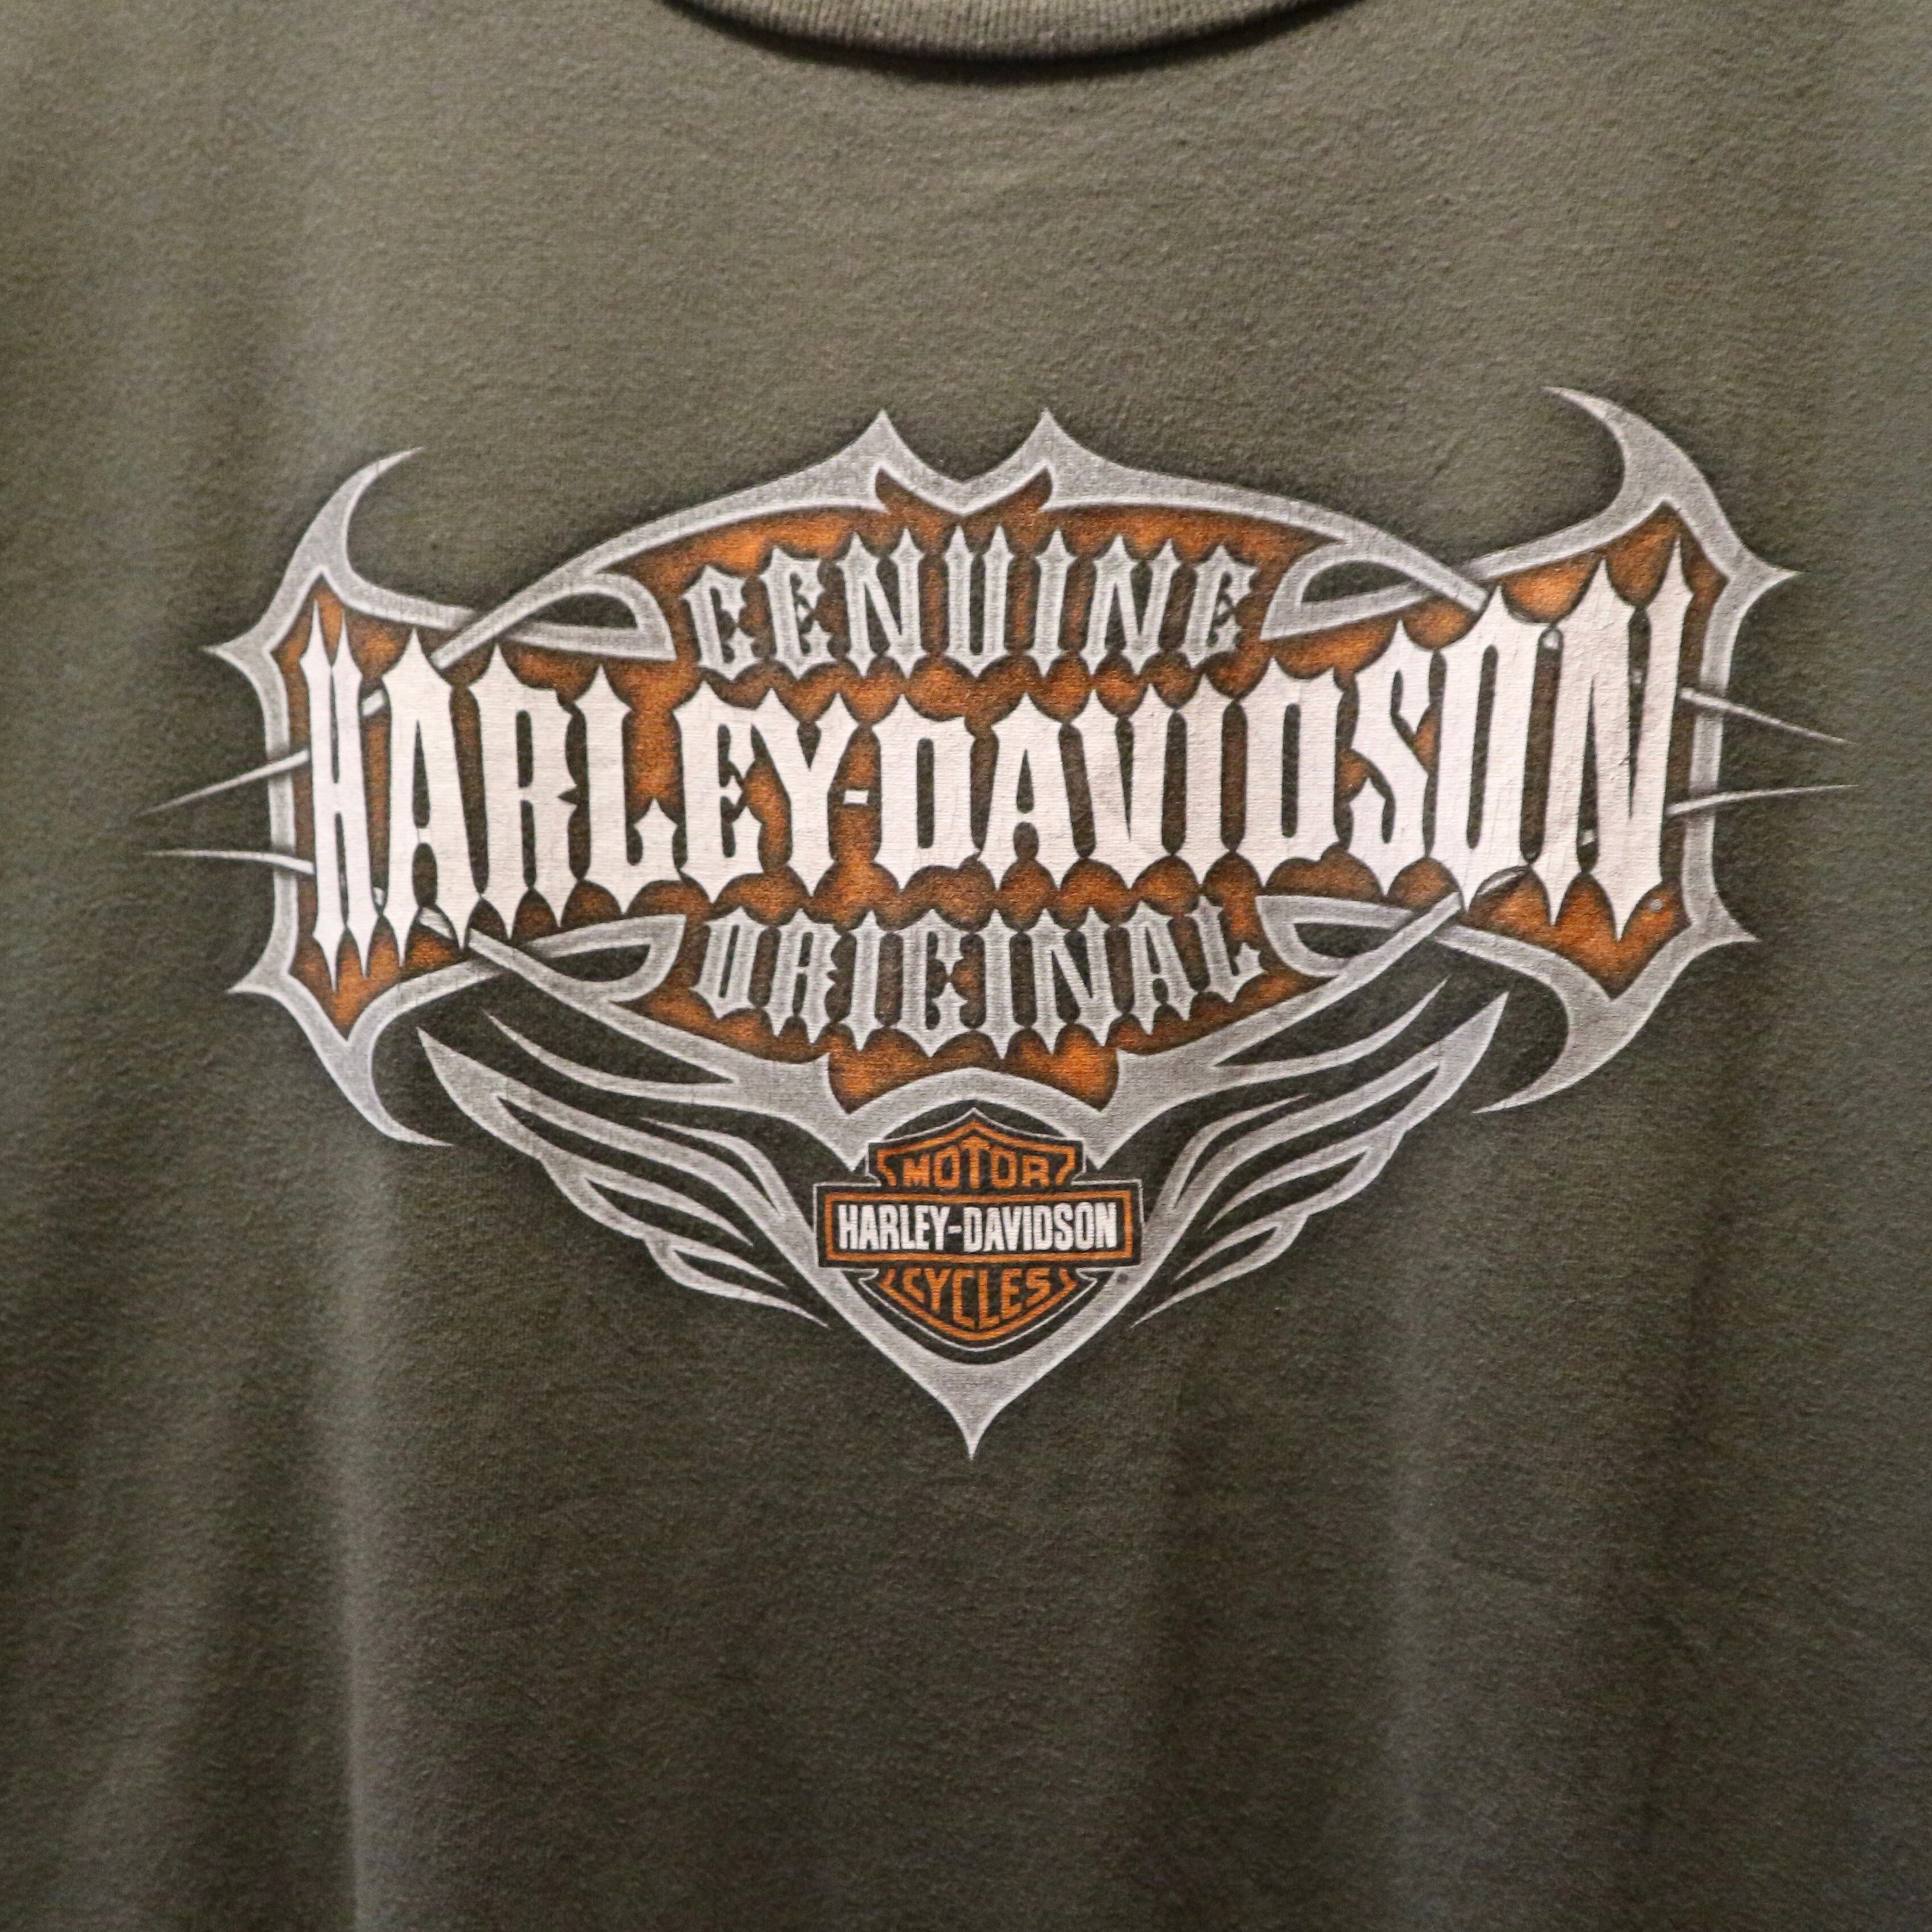 GENUINE
HARLEY-DAVIDSON
ORIGINAL
MOTOR
HARLEY-DAVIDSON
CYCLES